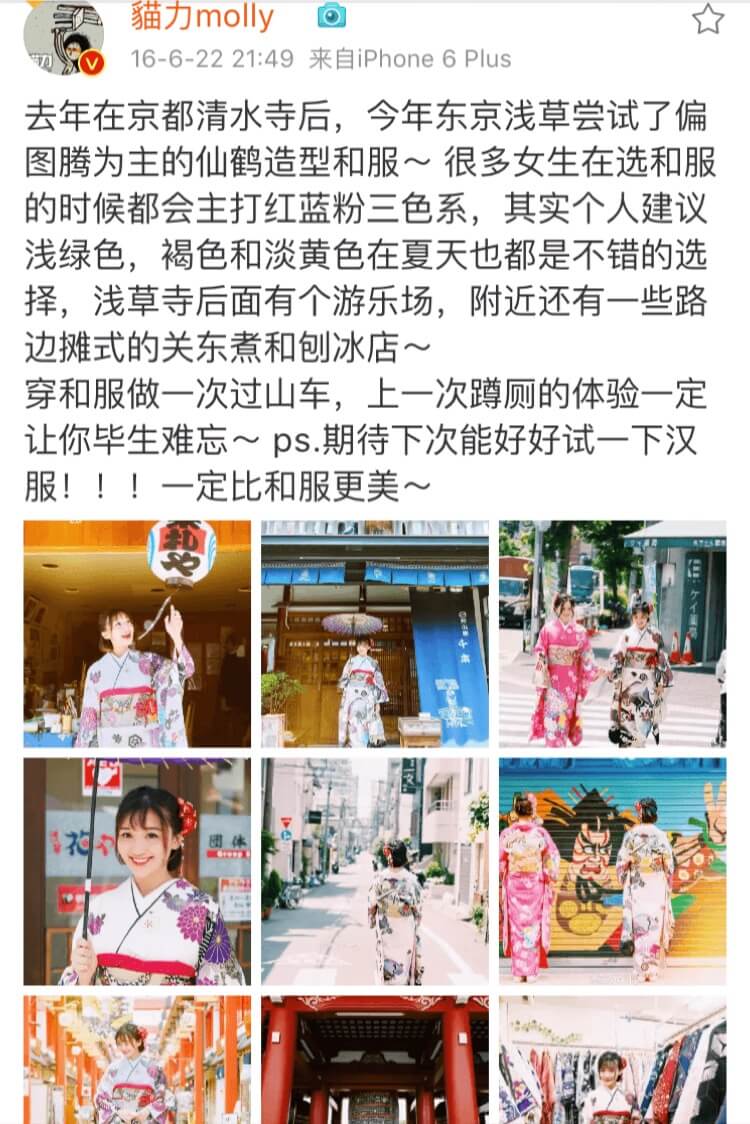 貓力molly
16-6-22 21:49 来自iPhone 6 Plus
去年在京都清水寺后，今年东京浅草尝试了偏
图腾为主的仙鹤造型和服～ 很多女生在选和服
的时候都会主打红蓝粉三色系，其实个人建议
浅绿色，褐色和淡黄色在夏天也都是不错的选
择，浅草寺后面有个游乐场，附近还有一些路
边摊式的关东煮和刨冰店～
穿和服做一次过山车，上一次蹲厕的体验一定
让你毕生难忘～ ps.期待下次能好好试一下汉
服！！！一定比和服更美～
札や
団体